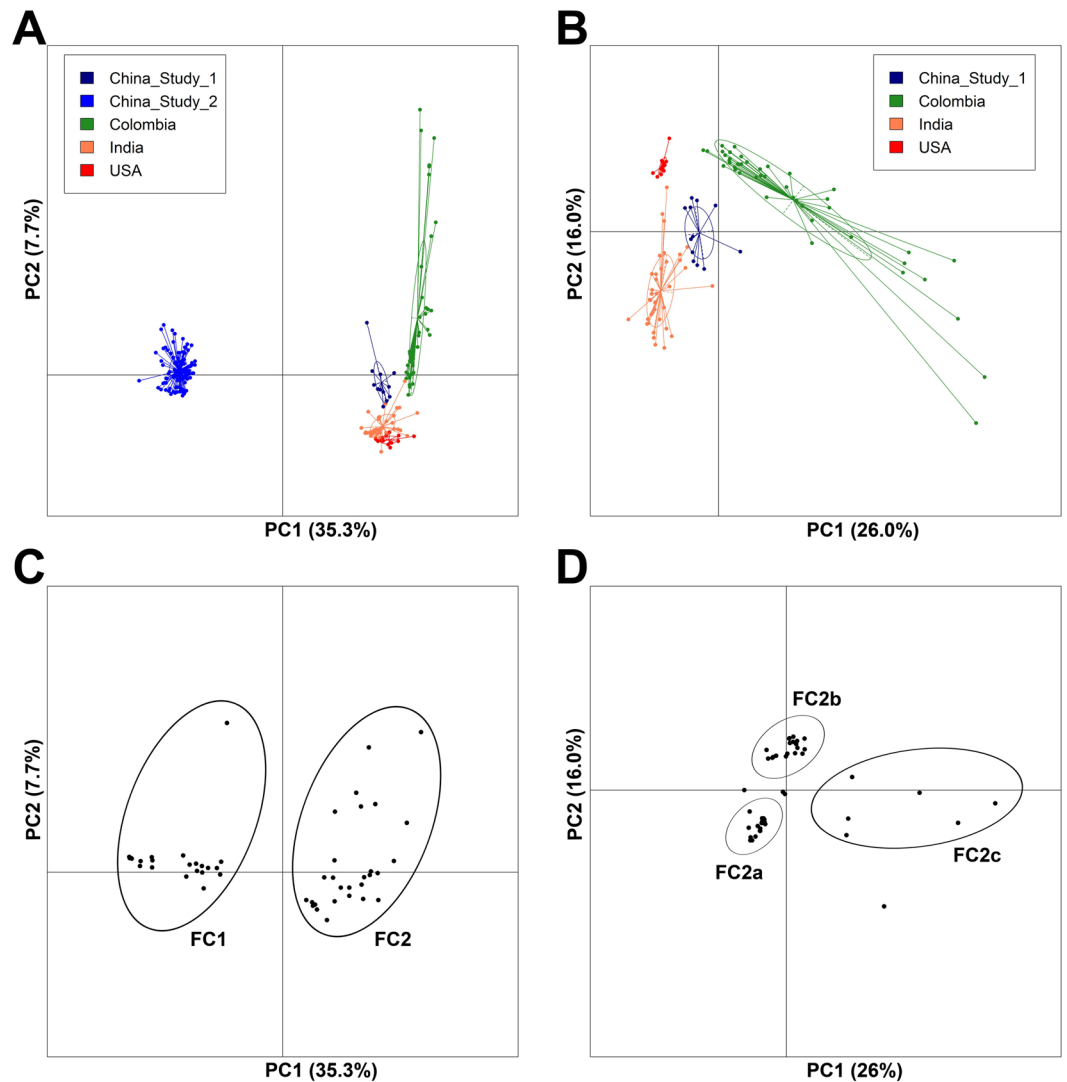 A
China_Study_1
China_Study_2
Colombia
India
USA
PC2 (7.7%)
PC1 (35.3%)
B
China_Study_1
Colombia
India
USA
PC2 (16.0%)
PC1 (26.0%)
C
FC1
FC2
PC2 (7.7%)
PC1 (35.3%)
D
FC2b
FC2a
FC2c
PC2 (16.0%)
PC1 (26%)